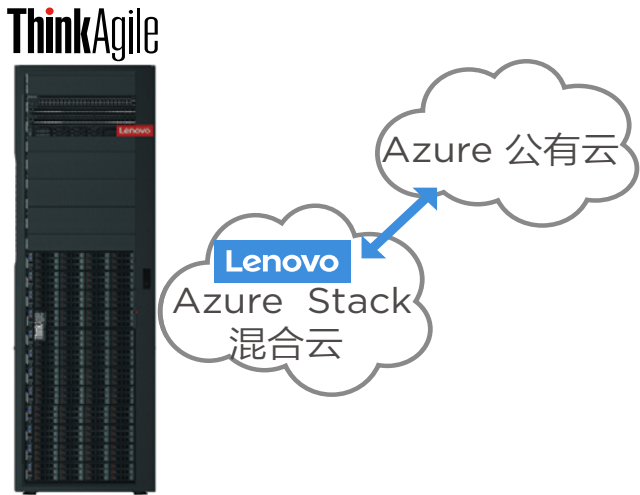 ThinkAgile
Lenovo
Azure 公有云
Lenovo
Azure Stack
混合云